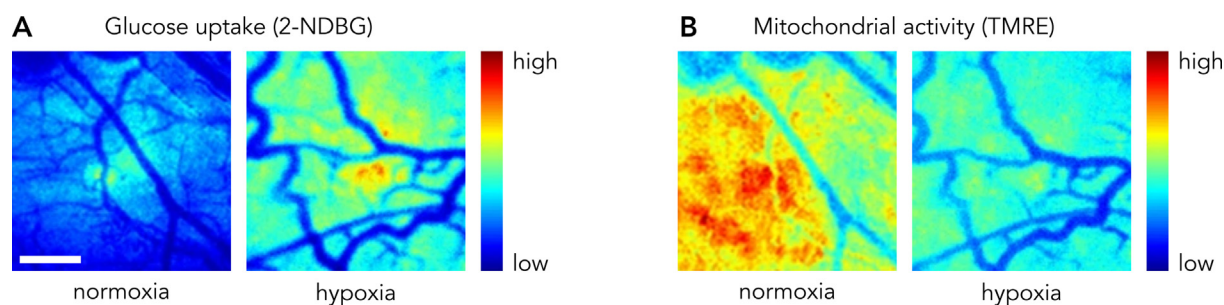 A Glucose uptake (2-NDBG)
high
low
normoxia hypoxia
B Mitochondrial activity (TMRE)
high
low
normoxia hypoxia